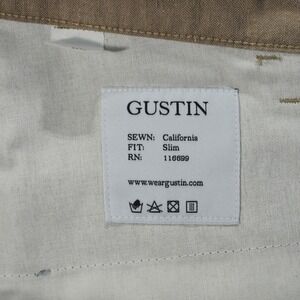 GUSTIN
SEWN: California
FIT: Slim
RN: 116699
www.weargustin.com